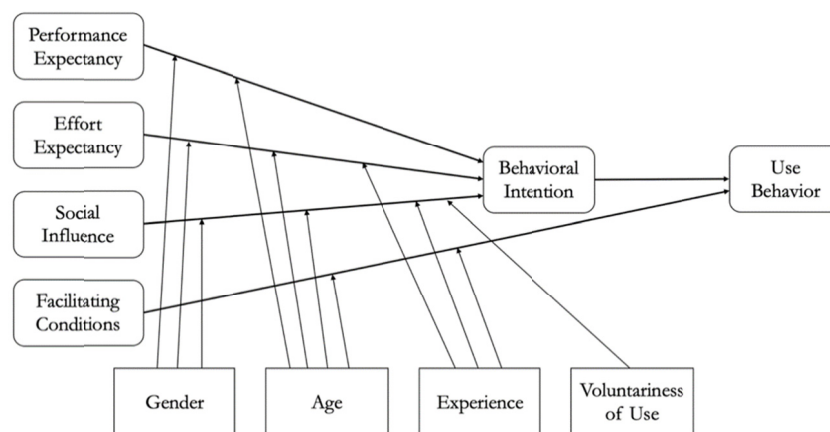 Performance
Expectancy
Effort
Expectancy
Social
Influence
Facilitating
Conditions
Behavioral
Intention
Use
Behavior
Gender
Age
Experience
Voluntariness
of Use